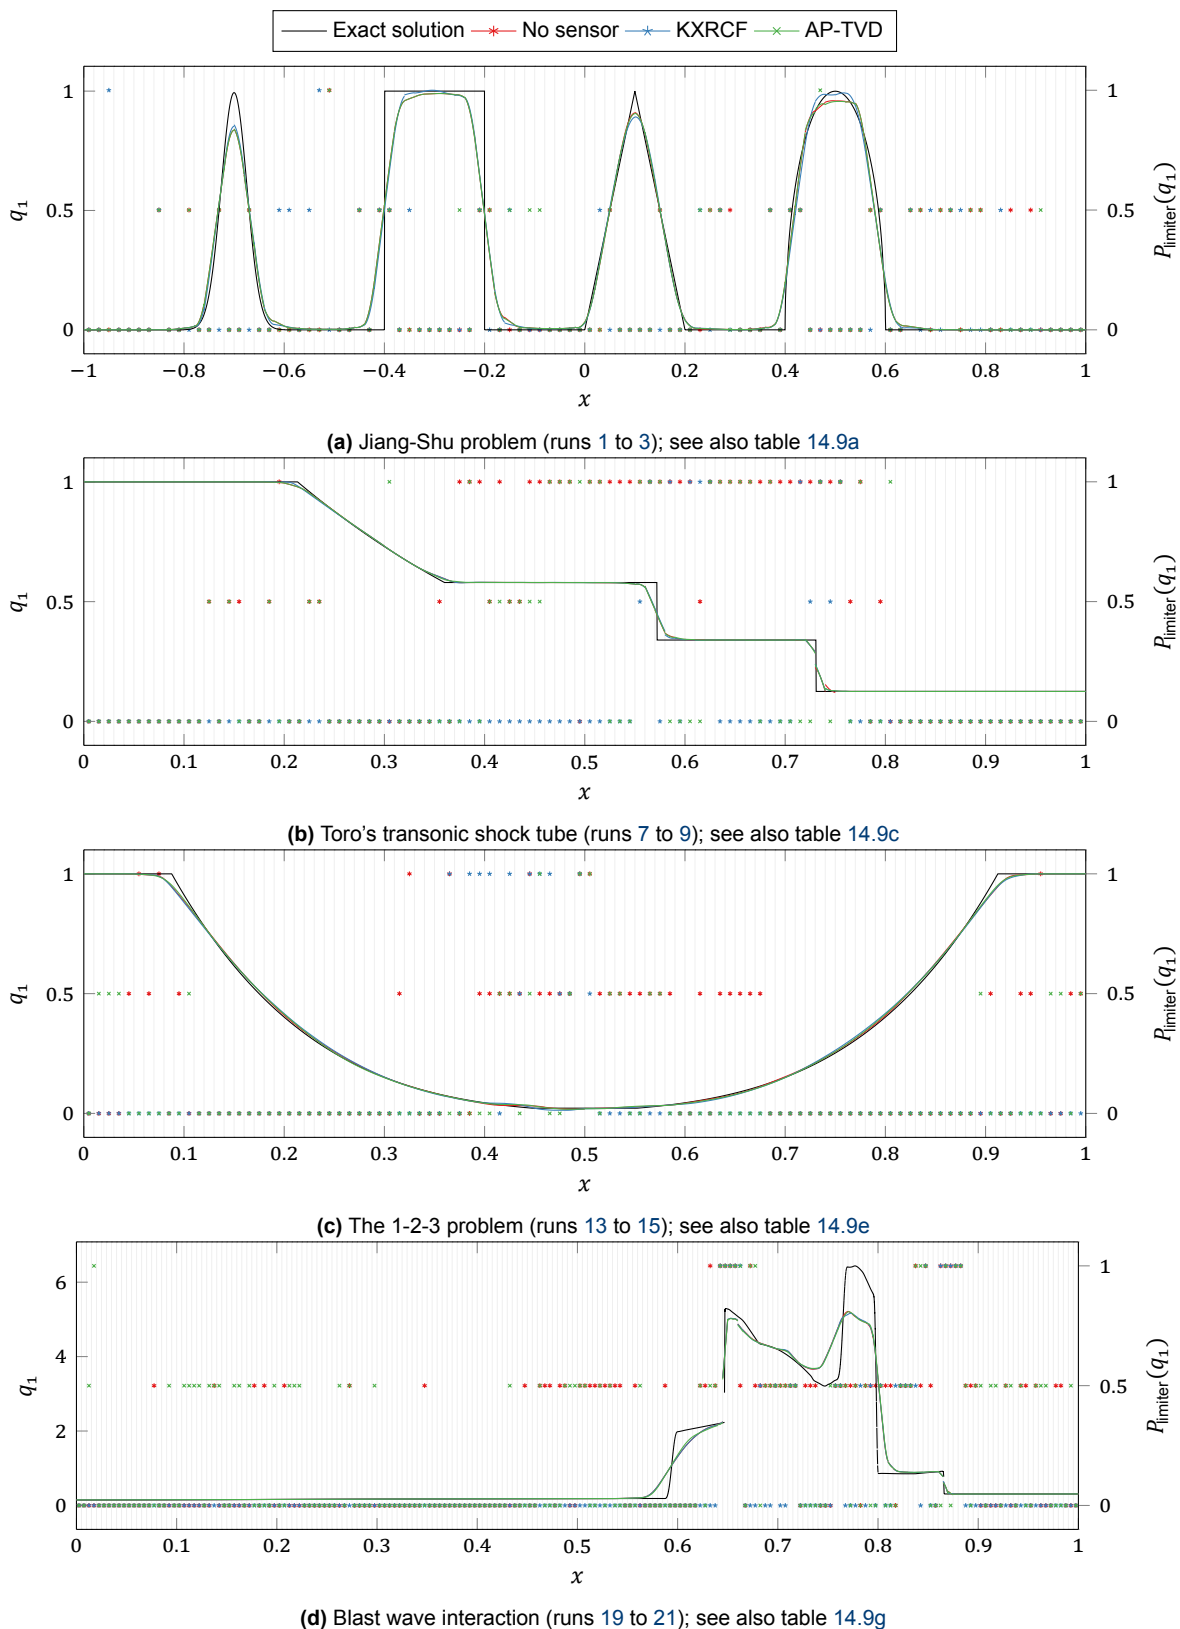 Exact solution No sensor KXRCF AP-TVD
1 1
0.5 0.5
0 0
q₁
P_limiter(q₁)
−1 −0.8 −0.6 −0.4 −0.2 0 0.2 0.4 0.6 0.8 1
x
(a) Jiang-Shu problem (runs 1 to 3); see also table 14.9a
1 1
0.5 0.5
0 0
q₁
P_limiter(q₁)
0 0.1 0.2 0.3 0.4 0.5 0.6 0.7 0.8 0.9 1
x
(b) Toro's transonic shock tube (runs 7 to 9); see also table 14.9c
1 1
0.5 0.5
0 0
q₁
P_limiter(q₁)
0 0.1 0.2 0.3 0.4 0.5 0.6 0.7 0.8 0.9 1
x
(c) The 1-2-3 problem (runs 13 to 15); see also table 14.9e
6 1
4
0.5
2
0 0
q₁
P_limiter(q₁)
0 0.1 0.2 0.3 0.4 0.5 0.6 0.7 0.8 0.9 1
x
(d) Blast wave interaction (runs 19 to 21); see also table 14.9g